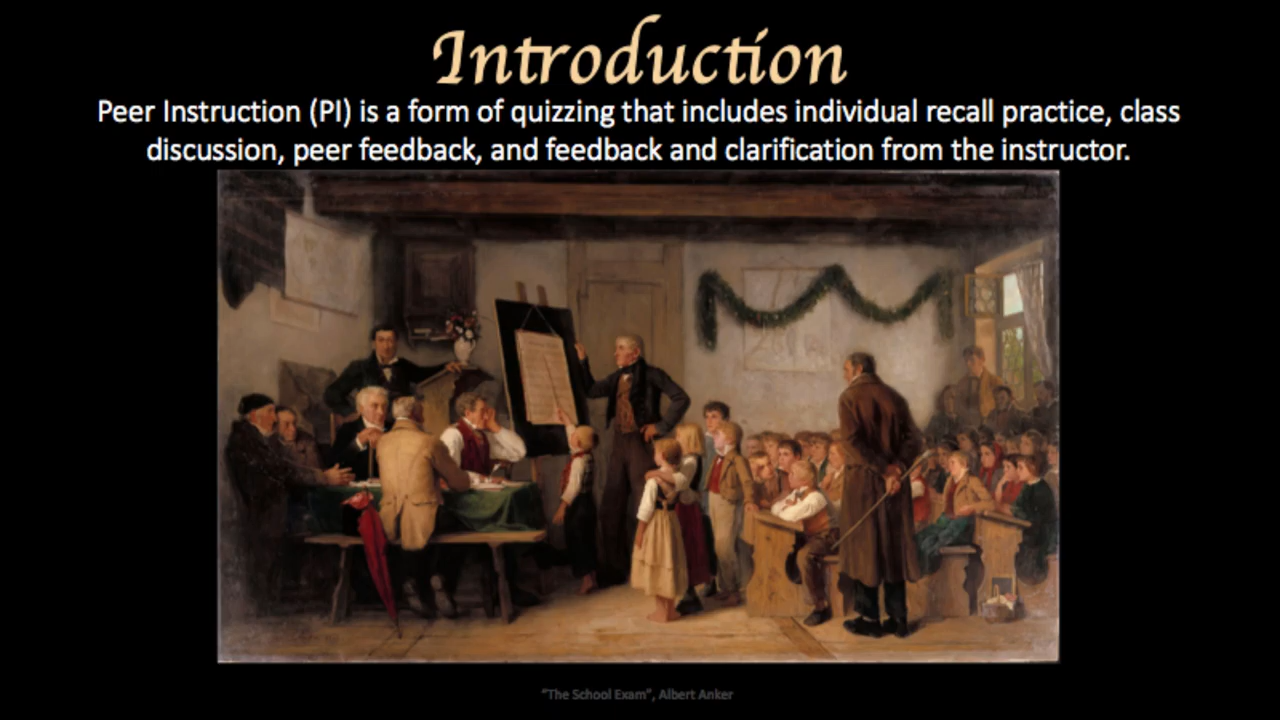 Introduction
Peer Instruction (PI) is a form of quizzing that includes individual recall practice, class
discussion, peer feedback, and feedback and clarification from the instructor.
"The School Exam", Albert Anker